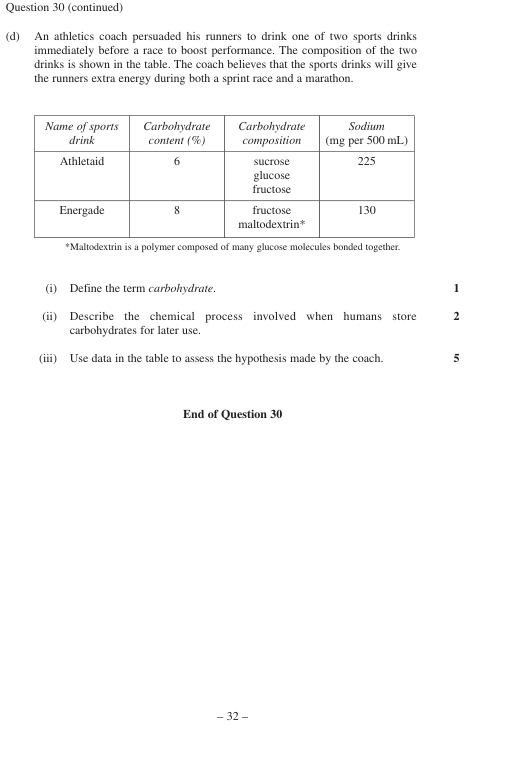 Question 30 (continued)
(d) An athletics coach persuaded his runners to drink one of two sports drinks
immediately before a race to boost performance. The composition of the two
drinks is shown in the table. The coach believes that the sports drinks will give
the runners extra energy during both a sprint race and a marathon.
Name of sports drink Carbohydrate content (%) Carbohydrate composition Sodium (mg per 500 mL)
Athletaid 6 sucrose glucose fructose 225
Energade 8 fructose maltodextrin* 130
*Maltodextrin is a polymer composed of many glucose molecules bonded together.
(i) Define the term carbohydrate. 1
(ii) Describe the chemical process involved when humans store 2
carbohydrates for later use.
(iii) Use data in the table to assess the hypothesis made by the coach. 5
End of Question 30
– 32 –